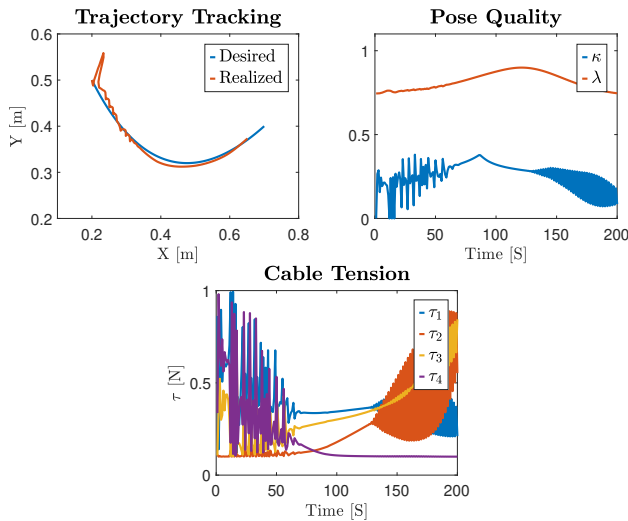 Trajectory Tracking
0.6
0.5
0.4
0.3
0.2
0.2
0.4
0.6
0.8
Y [m]
X [m]
Desired
Realized
Pose Quality
1
0.5
0
0
50
100
150
200
Time [S]
κ
λ
Cable Tension
1
0.5
0
0
50
100
150
200
τ [N]
Time [S]
τ1
τ2
τ3
τ4